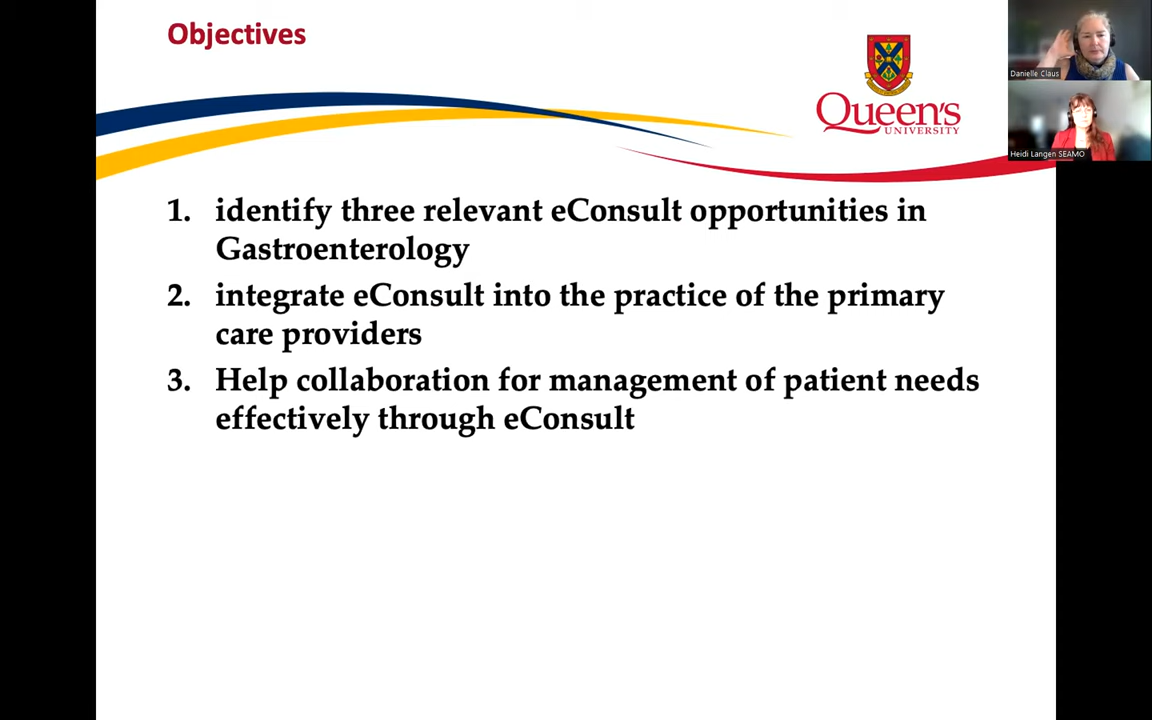 Objectives
Queen's
UNIVERSITY
Danielle Claus
Heidi Langen SEAMO
1. identify three relevant eConsult opportunities in
Gastroenterology
2. integrate eConsult into the practice of the primary
care providers
3. Help collaboration for management of patient needs
effectively through eConsult